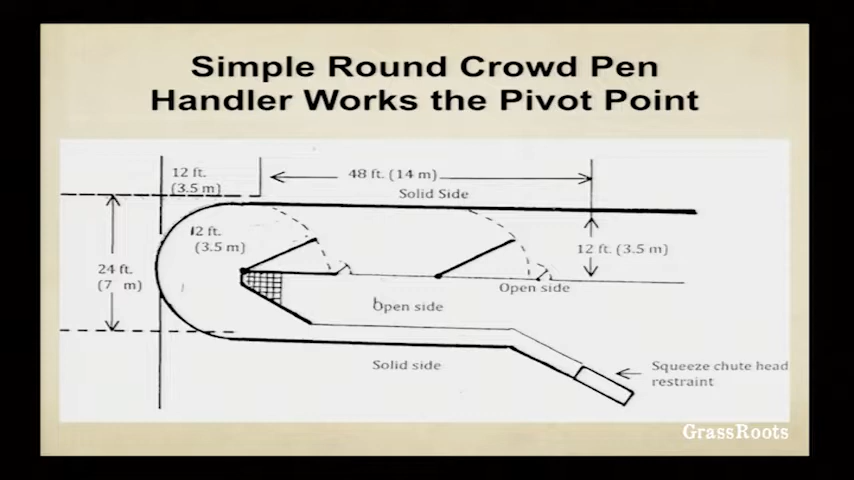 Simple Round Crowd Pen
Handler Works the Pivot Point
12 ft.
(3.5 m)
48 ft. (14 m)
Solid Side
12 ft.
(3.5 m)
12 ft. (3.5 m)
24 ft.
(7 m)
Open side
Open side
Solid side
Squeeze chute head
restraint
GrassRoots